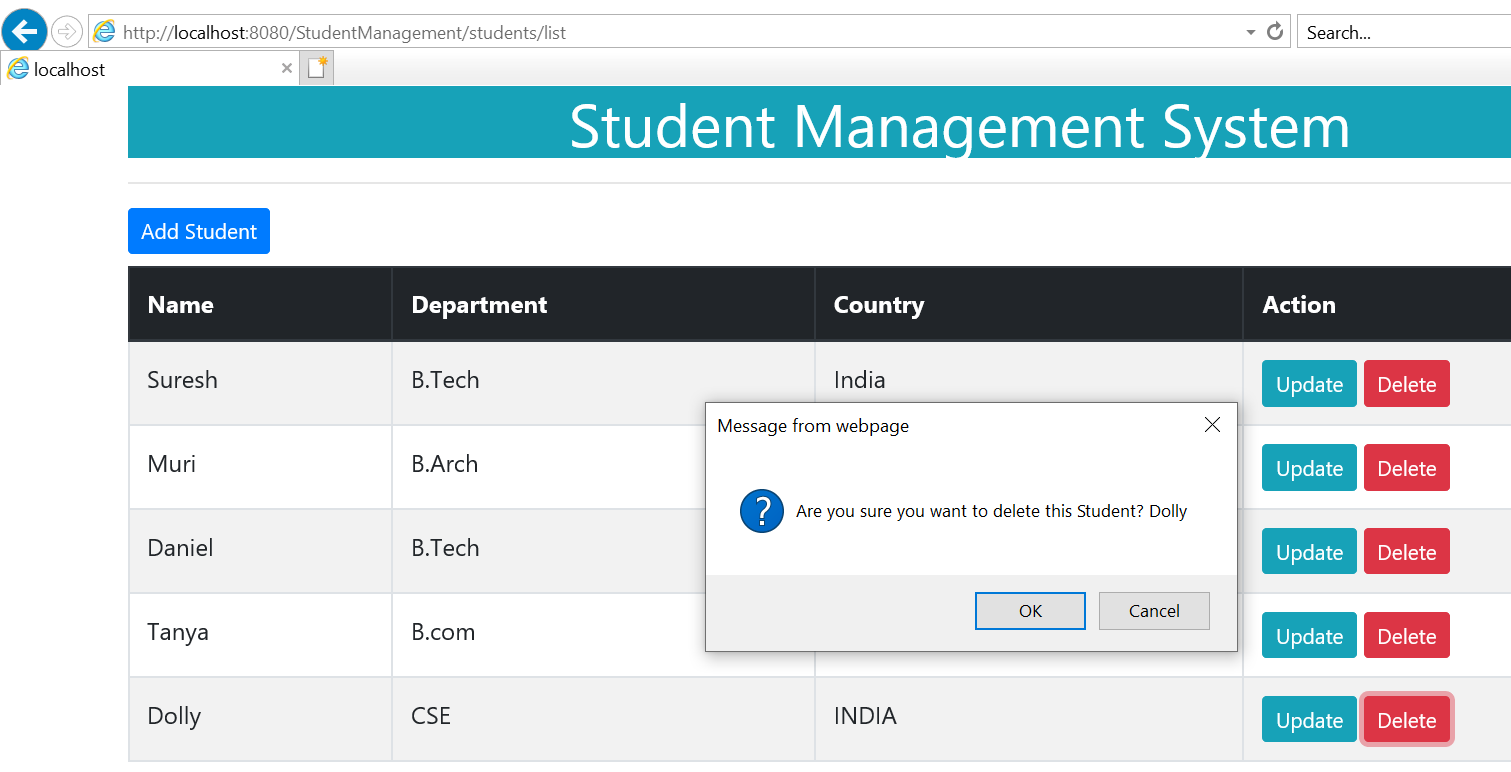 http://localhost:8080/StudentManagement/students/list
Search...
localhost
Student Management System
Add Student
Name Department Country Action
Suresh B.Tech India Update Delete
Muri B.Arch Update Delete
Daniel B.Tech Update Delete
Tanya B.com Update Delete
Dolly CSE INDIA Update Delete
Message from webpage
? Are you sure you want to delete this Student? Dolly
OK Cancel